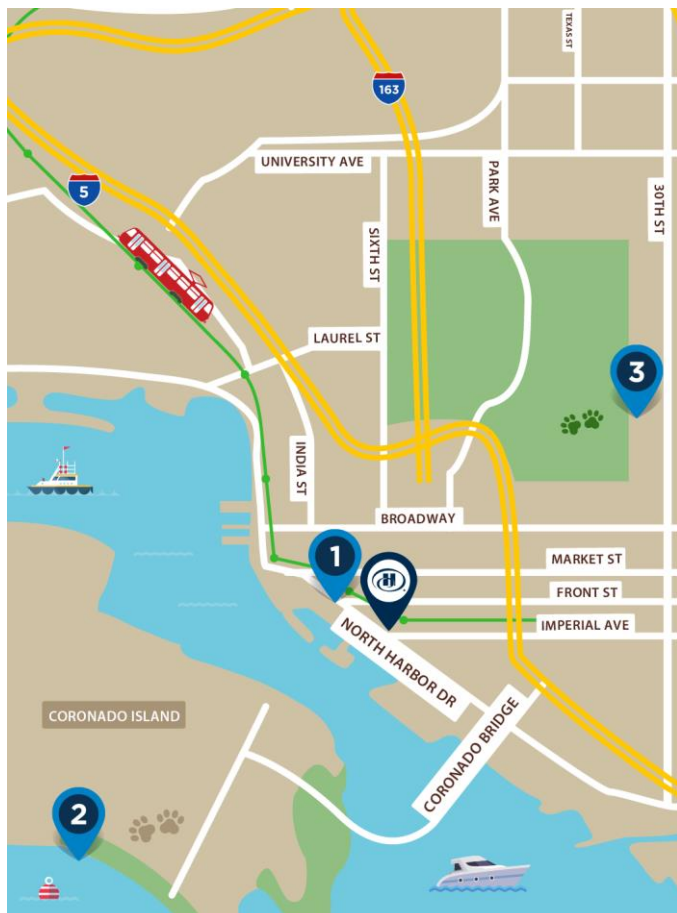 TEXAS ST
163
UNIVERSITY AVE
5
PARK AVE
30TH ST
SIXTH ST
LAUREL ST
3
INDIA ST
BROADWAY
1
MARKET ST
H
FRONT ST
IMPERIAL AVE
NORTH HARBOR DR
CORONADO ISLAND
CORONADO BRIDGE
2